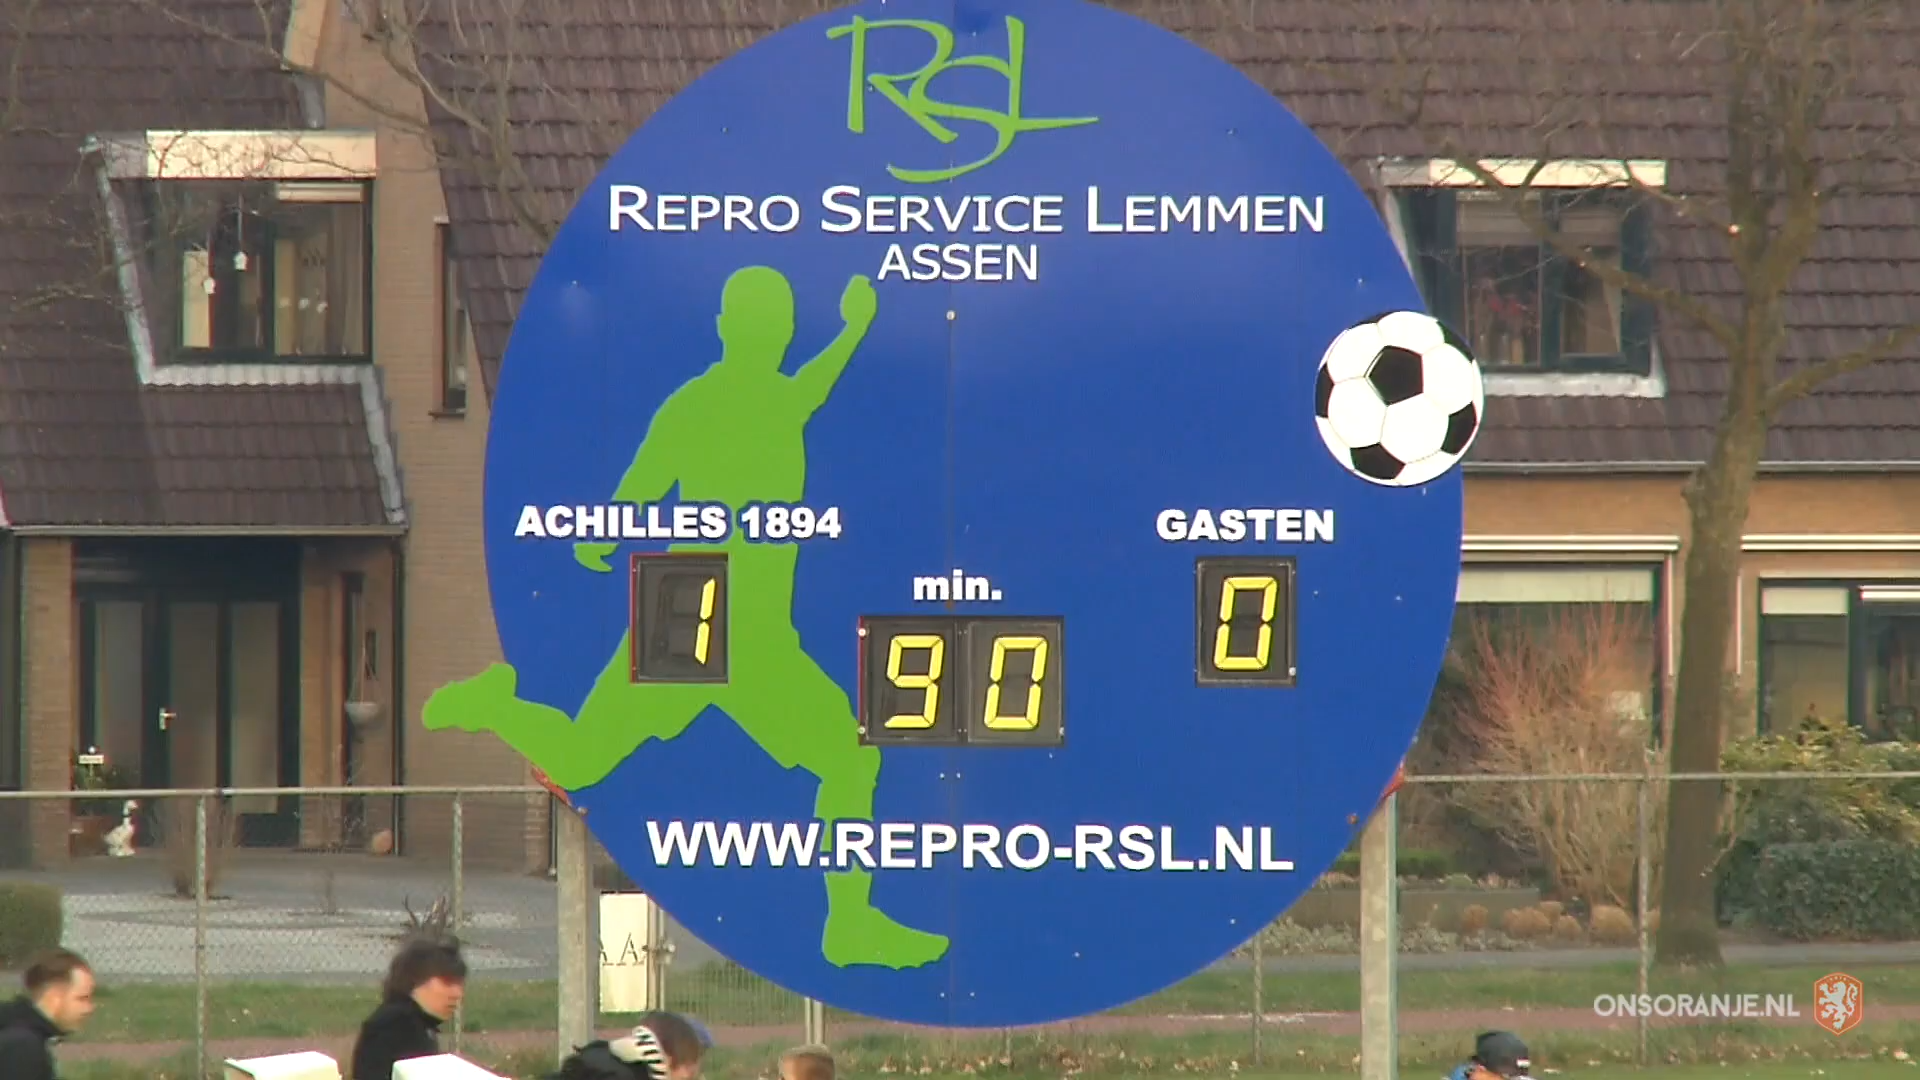 RSL
REPRO SERVICE LEMMEN
ASSEN
ACHILLES 1894
GASTEN
1
min.
0
90
WWW.REPRO-RSL.NL
ONSORANJE.NL